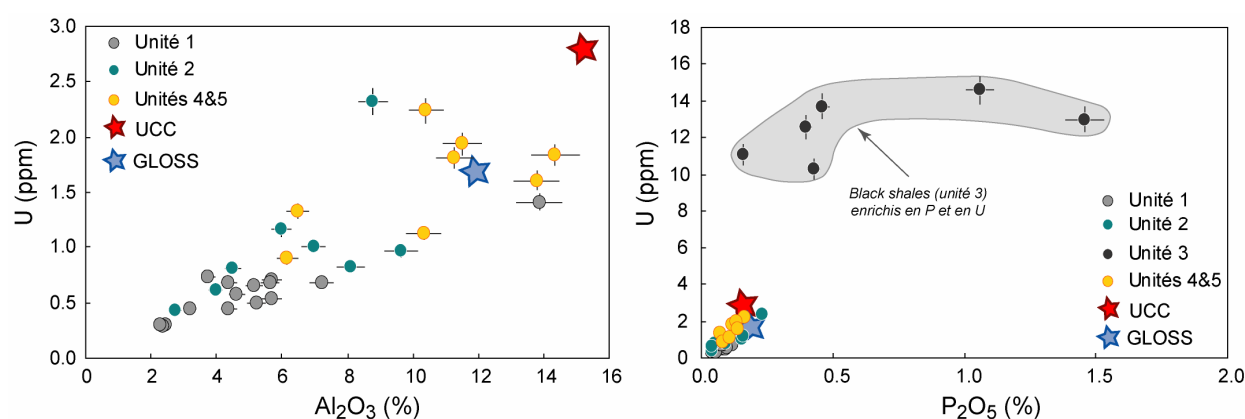 3.0
2.5
2.0
1.5
1.0
0.5
0.0
U (ppm)
Unité 1
Unité 2
Unités 4&5
UCC
GLOSS
0
2
4
6
8
10
12
14
16
Al₂O₃ (%)
18
16
14
12
10
8
6
4
2
0
U (ppm)
Black shales (unité 3)
enrichis en P et en U
Unité 1
Unité 2
Unité 3
Unités 4&5
UCC
GLOSS
0.0
0.5
1.0
1.5
2.0
P₂O₅ (%)